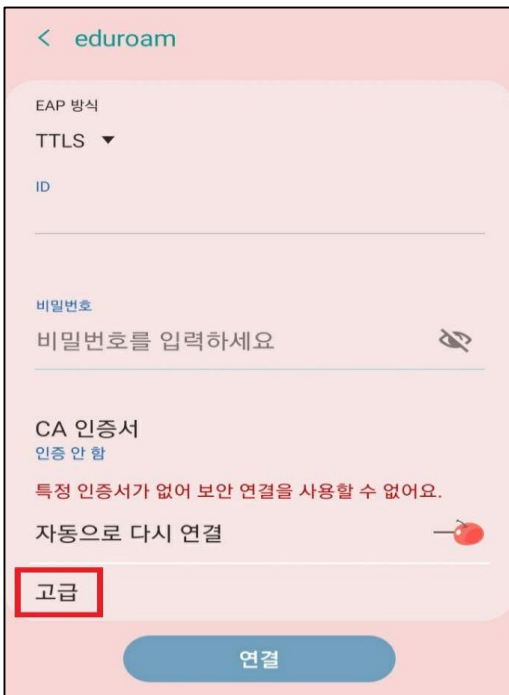 eduroam
EAP 방식
TTLS
ID
비밀번호
비밀번호를 입력하세요
CA 인증서
인증 안 함
특정 인증서가 없어 보안 연결을 사용할 수 없어요.
자동으로 다시 연결
고급
연결